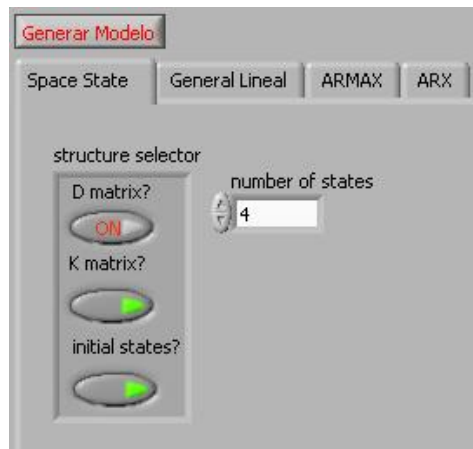 Generar Modelo
Space State General Lineal ARMAX ARX
structure selector
D matrix?
number of states
ON
4
K matrix?
initial states?